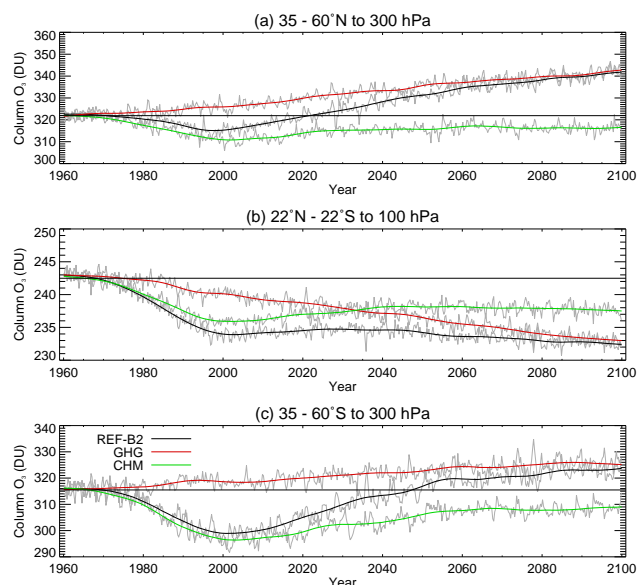 (a) 35 - 60˚N to 300 hPa
Column O₃ (DU)
360
350
340
330
320
310
300
1960 1980 2000 2020 2040 2060 2080 2100
Year
(b) 22˚N - 22˚S to 100 hPa
Column O₃ (DU)
250
245
240
235
230
1960 1980 2000 2020 2040 2060 2080 2100
Year
(c) 35 - 60˚S to 300 hPa
Column O₃ (DU)
340
330
320
310
300
290
REF-B2
GHG
CHM
1960 1980 2000 2020 2040 2060 2080 2100
Year